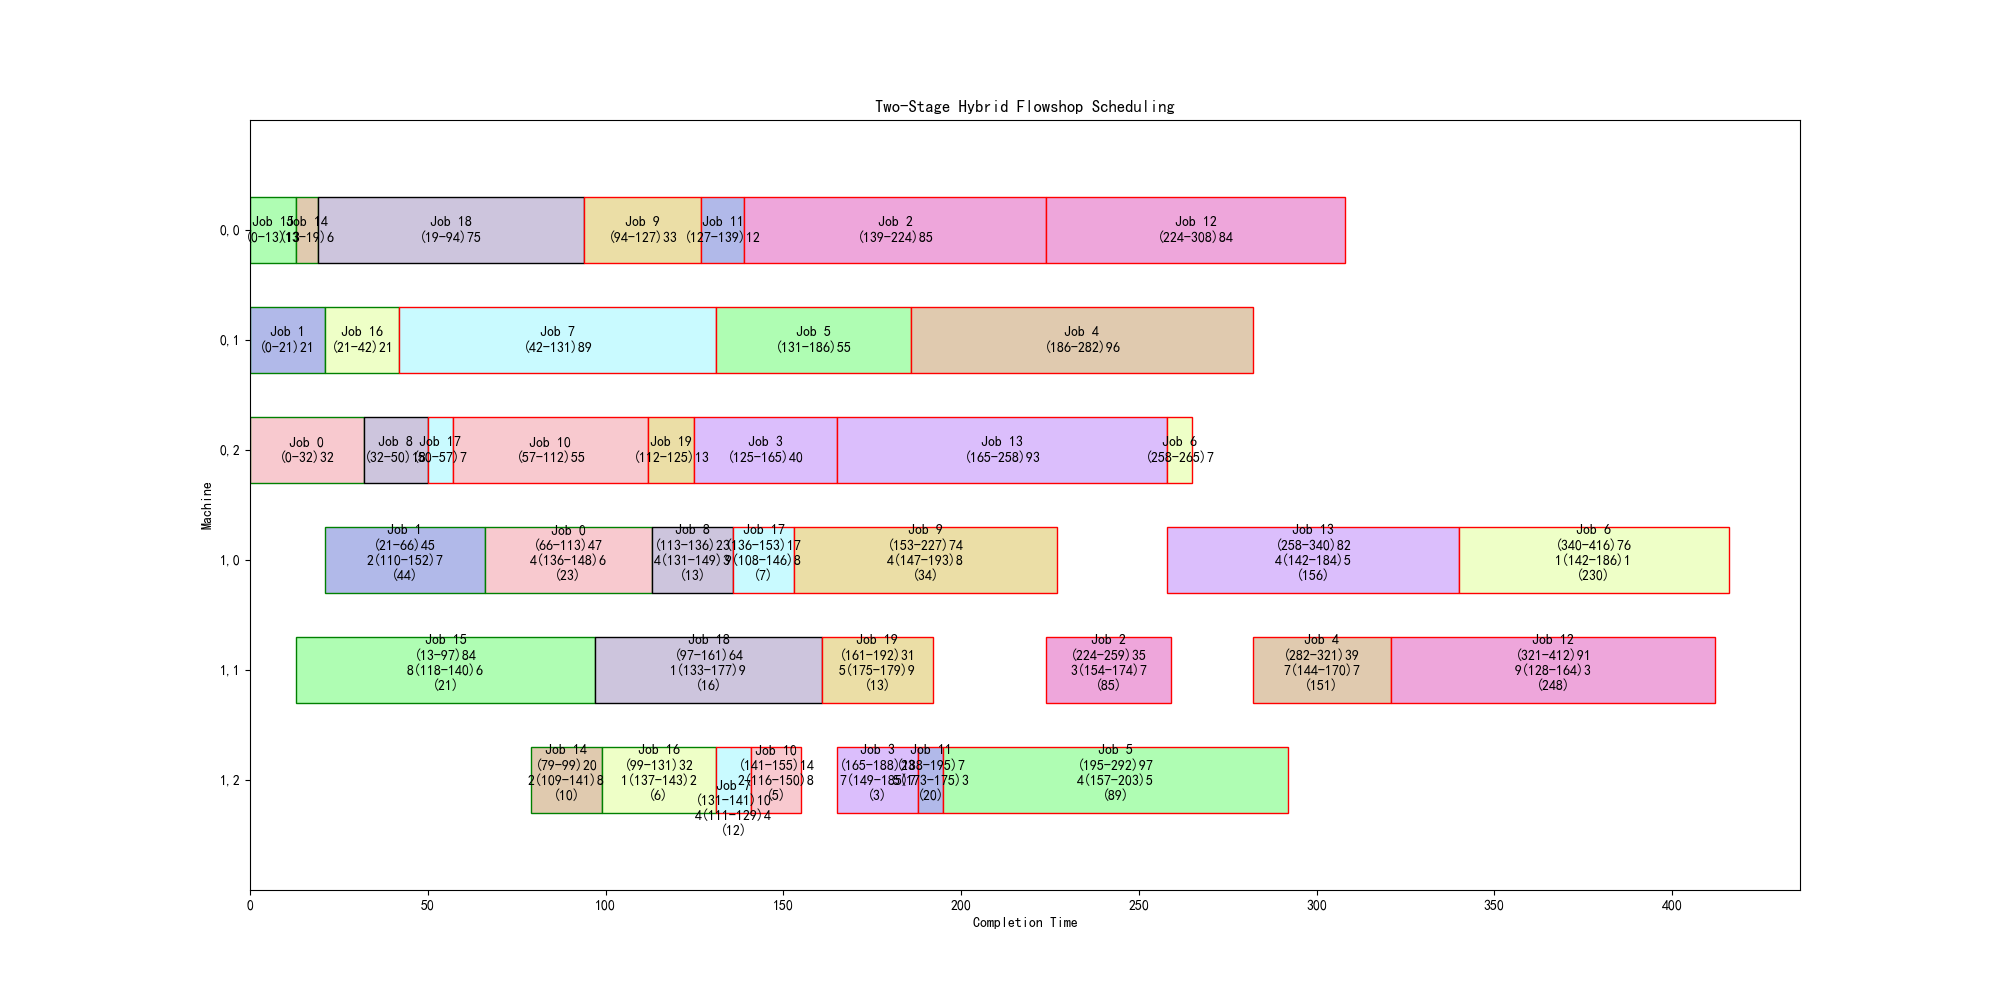 Two-Stage Hybrid Flowshop Scheduling
Machine
0,0
Job 15
(0-13)13
Job 14
(13-19)6
Job 18
(19-94)75
Job 9
(94-127)33
Job 11
(127-139)12
Job 2
(139-224)85
Job 12
(224-308)84
0,1
Job 1
(0-21)21
Job 16
(21-42)21
Job 7
(42-131)89
Job 5
(131-186)55
Job 4
(186-282)96
0,2
Job 0
(0-32)32
Job 8
(32-50)18
Job 17
(50-57)7
Job 10
(57-112)55
Job 19
(112-125)13
Job 3
(125-165)40
Job 13
(165-258)93
Job 6
(258-265)7
1,0
Job 1
(21-66)45
2(110-152)7
(44)
Job 0
(66-113)47
4(136-148)6
(23)
Job 8
(113-136)23
(13)
Job 17
(136-153)17
(7)
Job 9
(153-227)74
4(147-193)8
(34)
Job 13
(258-340)82
4(142-184)5
(156)
Job 6
(340-416)76
1(142-186)1
(230)
1,1
Job 15
(13-97)84
8(118-140)6
(21)
Job 18
(97-161)64
1(133-177)9
(16)
Job 19
(161-192)31
5(175-179)9
(13)
Job 2
(224-259)35
3(154-174)7
(85)
Job 4
(282-321)39
7(144-170)7
(151)
Job 12
(321-412)91
9(128-164)3
(248)
1,2
Job 14
(79-99)20
2(109-141)8
(10)
Job 16
(99-131)32
1(137-143)2
(6)
Job 7
(131-141)10
4(111-129)4
(12)
Job 10
(141-155)14
2(116-150)8
(5)
Job 3
(165-188)23
(3)
Job 11
(188-195)7
(20)
Job 5
(195-292)97
4(157-203)5
(89)
0 50 100 150 200 250 300 350 400
Completion Time